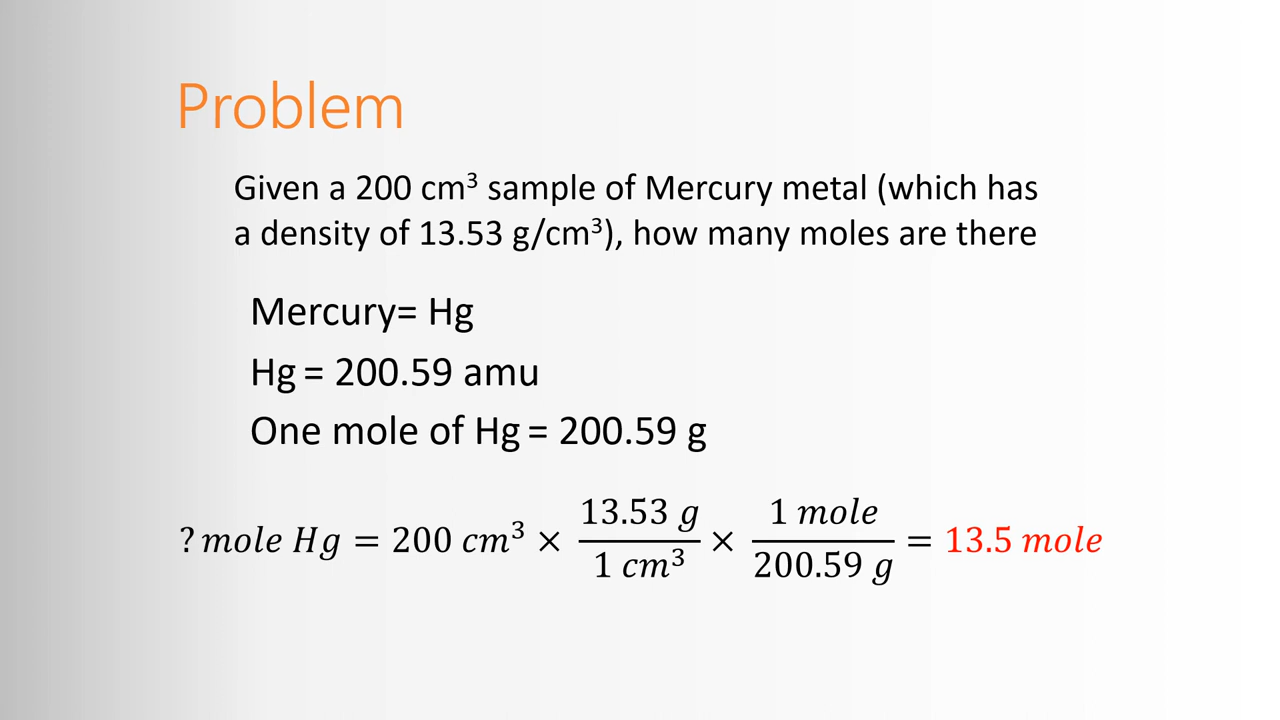 Problem
Given a 200 cm³ sample of Mercury metal (which has
a density of 13.53 g/cm³), how many moles are there
Mercury= Hg
Hg = 200.59 amu
One mole of Hg = 200.59 g
? mole Hg = 200 cm³ × 13.53 g / 1 cm³ × 1 mole / 200.59 g = 13.5 mole